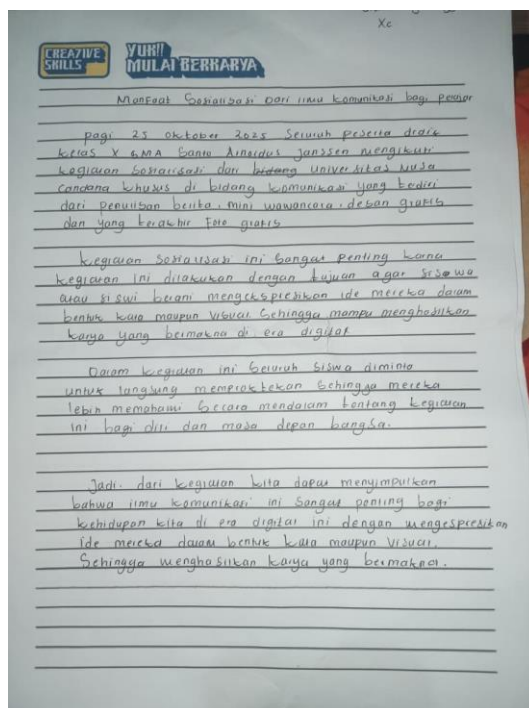 Xc
CREA7IVE
SKILLS
YUK!!
MULAI BERKARYA
Manfaat Sosialisasi Dari ilmu komunikasi bagi pelajar
pagi 25 oktober 2025 Seluruh peserta didik
kelas X SMA Santo Arnoldus Janssen mengikuti
kegiatan Sosialisasi dari bidang universitas Nusa
Cendana khusus di bidang komunikasi yang terdiri
dari penulisan berita, mini wawancara, desain grafis
dan yang terakhir Foto grafis
kegiatan Sosialisasi ini Sangat penting karna
kegiatan ini dilakukan dengan tujuan agar siswa
atau siswi berani mengekspresikan ide mereka dalam
bentuk kata maupun visual. Sehingga mampu menghasilkan
karya yang bermakna di era digital
Dalam kegiatan ini Seluruh siswa diminta
untuk langsung memprektekan Sehingga mereka
lebih memahami Secara mendalam tentang kegiatan
ini bagi diri dan masa depan bangsa.
Jadi. dari kegiatan kita dapat menyimpulkan
bahwa ilmu komunikasi ini Sangat penting bagi
kehidupan kita di era digital ini dengan mengespresikan
ide mereka dalam bentuk kata maupun visual.
Sehingga menghasilkan karya yang bermakna.